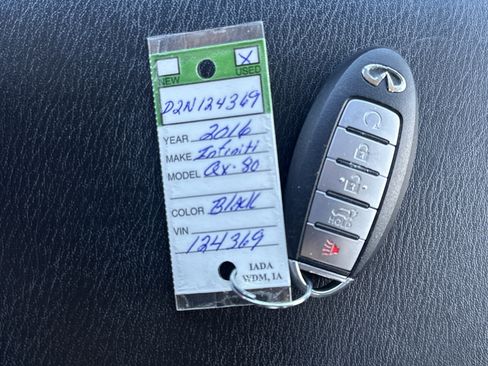 X
NEW USED
D2N124369
YEAR 2016
MAKE Infiniti
MODEL QX-80
COLOR Black
VIN
124369
IADA
WDM, IA
HOLD